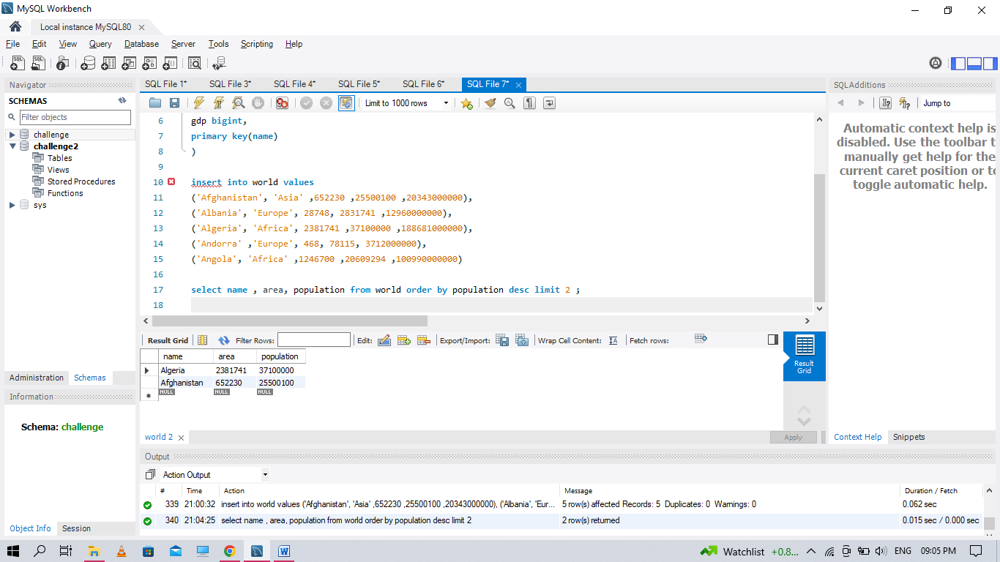 MySQL Workbench
Local instance MySQL80
File Edit View Query Database Server Tools Scripting Help
Navigator
SCHEMAS
Filter objects
challenge
challenge2
Tables
Views
Stored Procedures
Functions
sys
Administration Schemas
Information
Schema: challenge
Object Info Session
SQL File 1* SQL File 3* SQL File 4* SQL File 5* SQL File 6* SQL File 7*
Limit to 1000 rows
6 gdp bigint,
7 primary key(name)
8 )
9
10 insert into world values
11 ('Afghanistan', 'Asia' ,652230 ,25500100 ,20343000000),
12 ('Albania', 'Europe', 28748, 2831741 ,12960000000),
13 ('Algeria', 'Africa', 2381741 ,37100000 ,188681000000),
14 ('Andorra' ,'Europe', 468, 78115, 3712000000),
15 ('Angola', 'Africa' ,1246700 ,20609294 ,100990000000)
16
17 select name , area, population from world order by population desc limit 2 ;
18
Result Grid Filter Rows: Edit: Export/Import: Wrap Cell Content: Fetch rows:
name area population
Algeria 2381741 37100000
Afghanistan 652230 25500100
NULL NULL NULL
Result
Grid
world 2
Apply
SQLAdditions
Jump to
Automatic context help is
disabled. Use the toolbar t
manually get help for the
current caret position or to
toggle automatic help.
Context Help Snippets
Output
Action Output
# Time Action Message Duration / Fetch
339 21:00:32 insert into world values ('Afghanistan', 'Asia' ,652230 ,25500100 ,20343000000), ('Albania', 'Eur... 5 row(s) affected Records: 5 Duplicates: 0 Warnings: 0 0.062 sec
340 21:04:25 select name , area, population from world order by population desc limit 2 2 row(s) returned 0.015 sec / 0.000 sec
Watchlist +0.8... ENG 09:05 PM